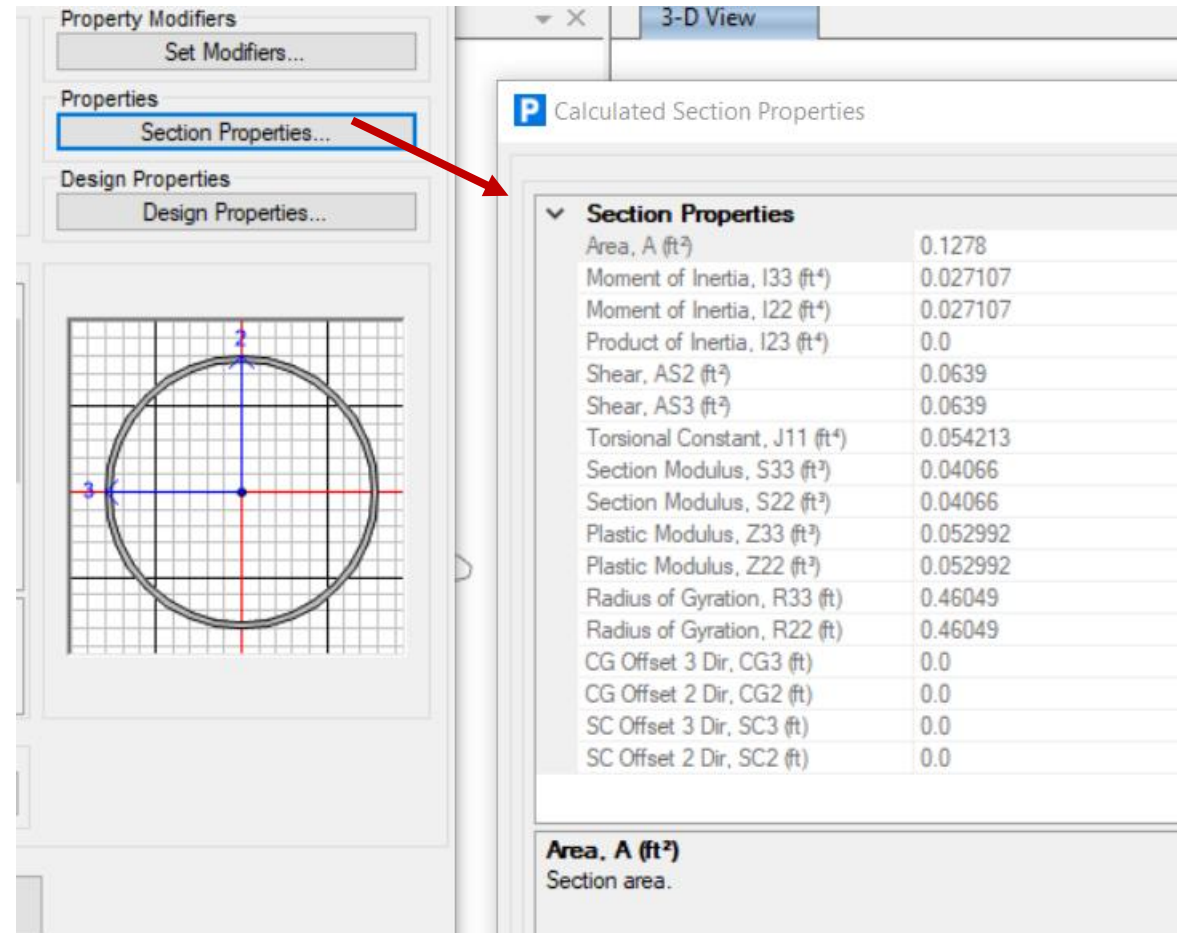 Property Modifiers
Set Modifiers...
Properties
Section Properties...
Design Properties
Design Properties...
2
3
3-D View
P Calculated Section Properties
Section Properties
Area, A (ft²) 0.1278
Moment of Inertia, I33 (ft⁴) 0.027107
Moment of Inertia, I22 (ft⁴) 0.027107
Product of Inertia, I23 (ft⁴) 0.0
Shear, AS2 (ft²) 0.0639
Shear, AS3 (ft²) 0.0639
Torsional Constant, J11 (ft⁴) 0.054213
Section Modulus, S33 (ft³) 0.04066
Section Modulus, S22 (ft³) 0.04066
Plastic Modulus, Z33 (ft³) 0.052992
Plastic Modulus, Z22 (ft³) 0.052992
Radius of Gyration, R33 (ft) 0.46049
Radius of Gyration, R22 (ft) 0.46049
CG Offset 3 Dir, CG3 (ft) 0.0
CG Offset 2 Dir, CG2 (ft) 0.0
SC Offset 3 Dir, SC3 (ft) 0.0
SC Offset 2 Dir, SC2 (ft) 0.0
Area, A (ft²)
Section area.